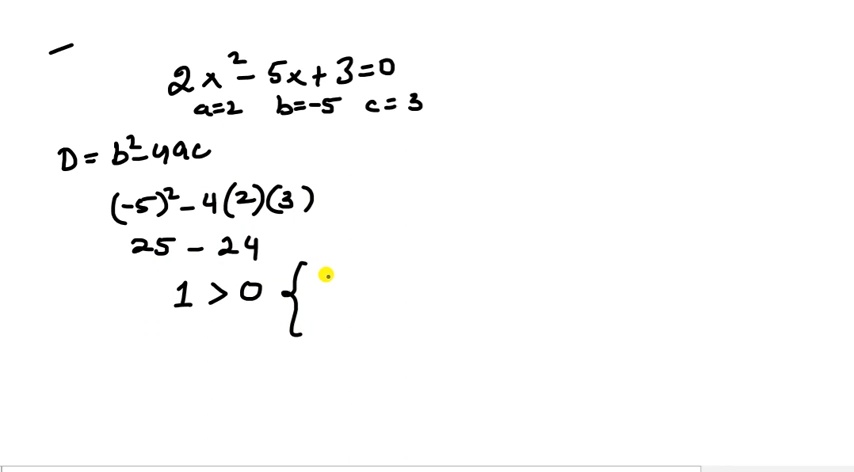 2x² - 5x + 3 = 0
a=2 b=-5 c=3
D = b² - 4ac
(-5)² - 4(2)(3)
25 - 24
1 > 0 {